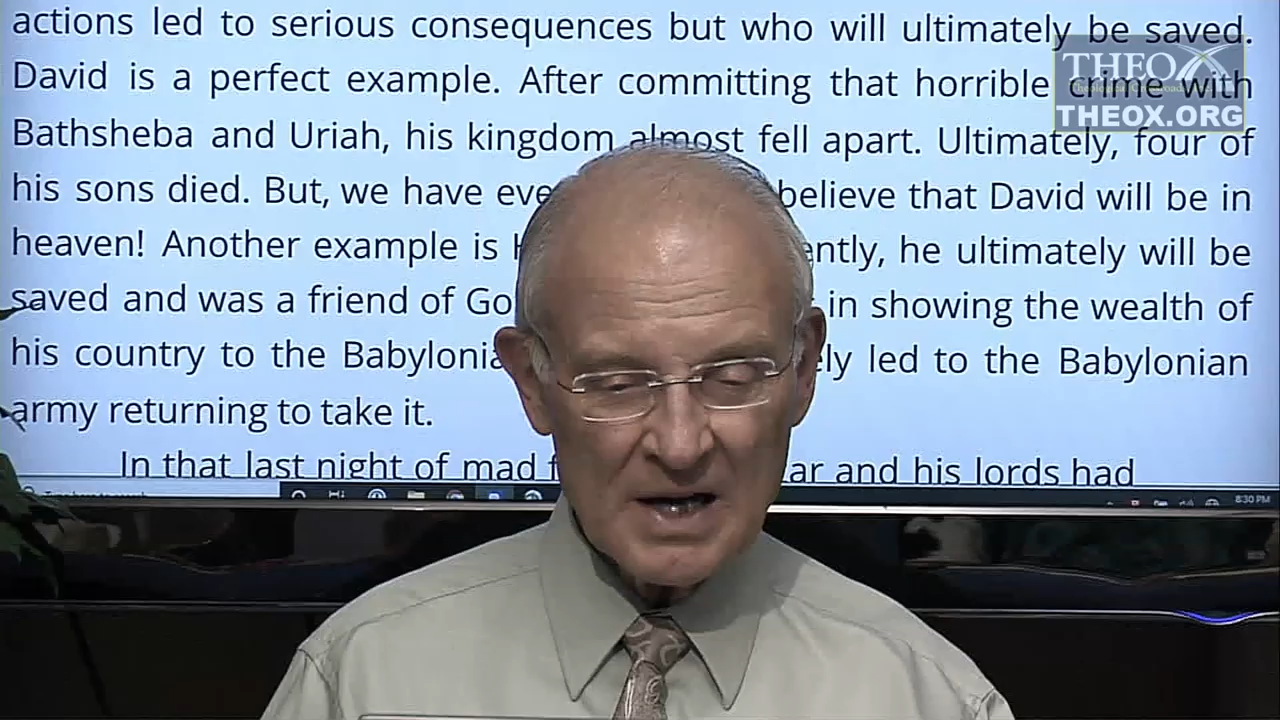 actions led to serious consequences but who will ultimately be saved.
David is a perfect example. After committing that horrible crime with
Bathsheba and Uriah, his kingdom almost fell apart. Ultimately, four of
his sons died. But, we have eve believe that David will be in
heaven! Another example is H ently, he ultimately will be
saved and was a friend of Go in showing the wealth of
his country to the Babylonia ely led to the Babylonian
army returning to take it.
In that last night of mad f ar and his lords had
8:30 PM
THEOX
THEOX.ORG